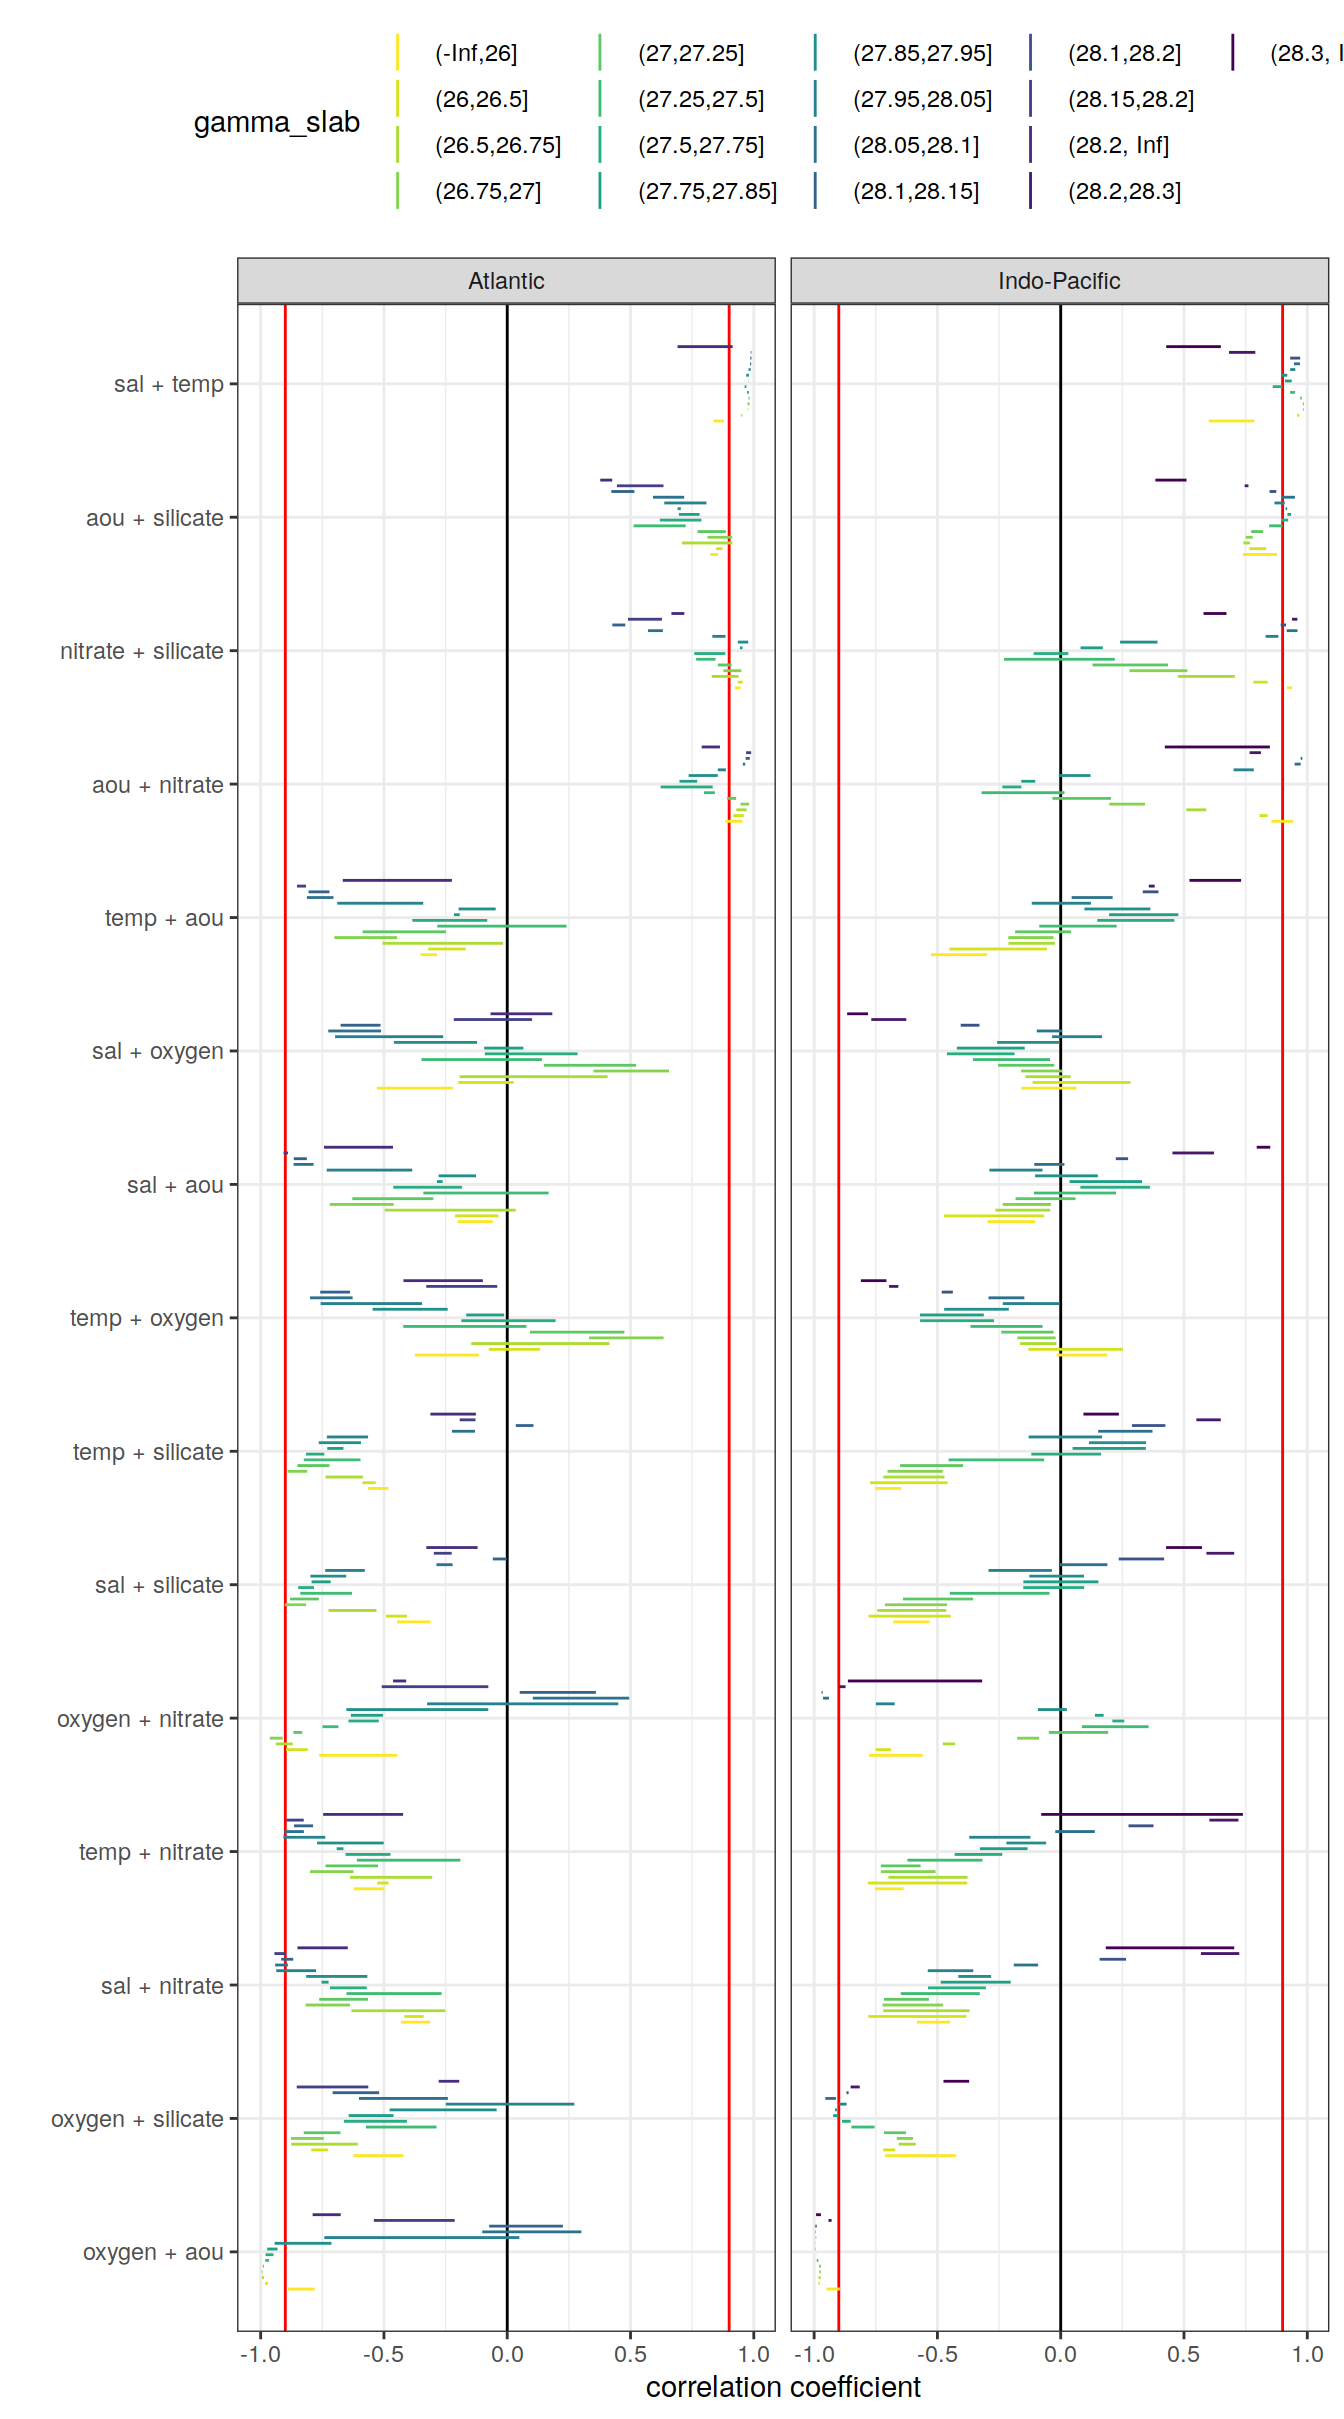 (-Inf,26] (27,27.25] (27.85,27.95] (28.1,28.2] (28.3, I
(26,26.5] (27.25,27.5] (27.95,28.05] (28.15,28.2]
gamma_slab
(26.5,26.75] (27.5,27.75] (28.05,28.1] (28.2, Inf]
(26.75,27] (27.75,27.85] (28.1,28.15] (28.2,28.3]
Atlantic Indo-Pacific
sal + temp
aou + silicate
nitrate + silicate
aou + nitrate
temp + aou
sal + oxygen
sal + aou
temp + oxygen
temp + silicate
sal + silicate
oxygen + nitrate
temp + nitrate
sal + nitrate
oxygen + silicate
oxygen + aou
-1.0 -0.5 0.0 0.5 1.0 -1.0 -0.5 0.0 0.5 1.0
correlation coefficient